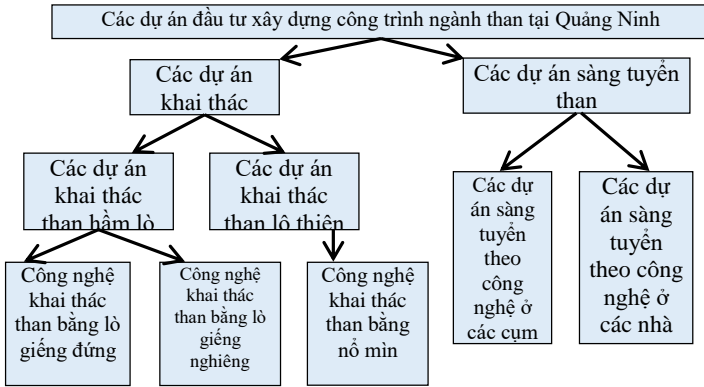 Các dự án đầu tư xây dựng công trình ngành than tại Quảng Ninh
Các dự án
khai thác
Các dự án sàng tuyển
than
Các dự án
khai thác
than hầm lò
Các dự án
khai thác
than lộ thiên
Các dự
án sàng
tuyển
theo
công
nghệ ở
các cụm
Các dự
án sàng
tuyển
theo công
nghệ ở
các nhà
Công nghệ
khai thác
than bằng lò
giếng đứng
Công nghệ
khai thác
than bằng lò
giếng
nghiêng
Công nghệ
khai thác
than bằng
nổ mìn